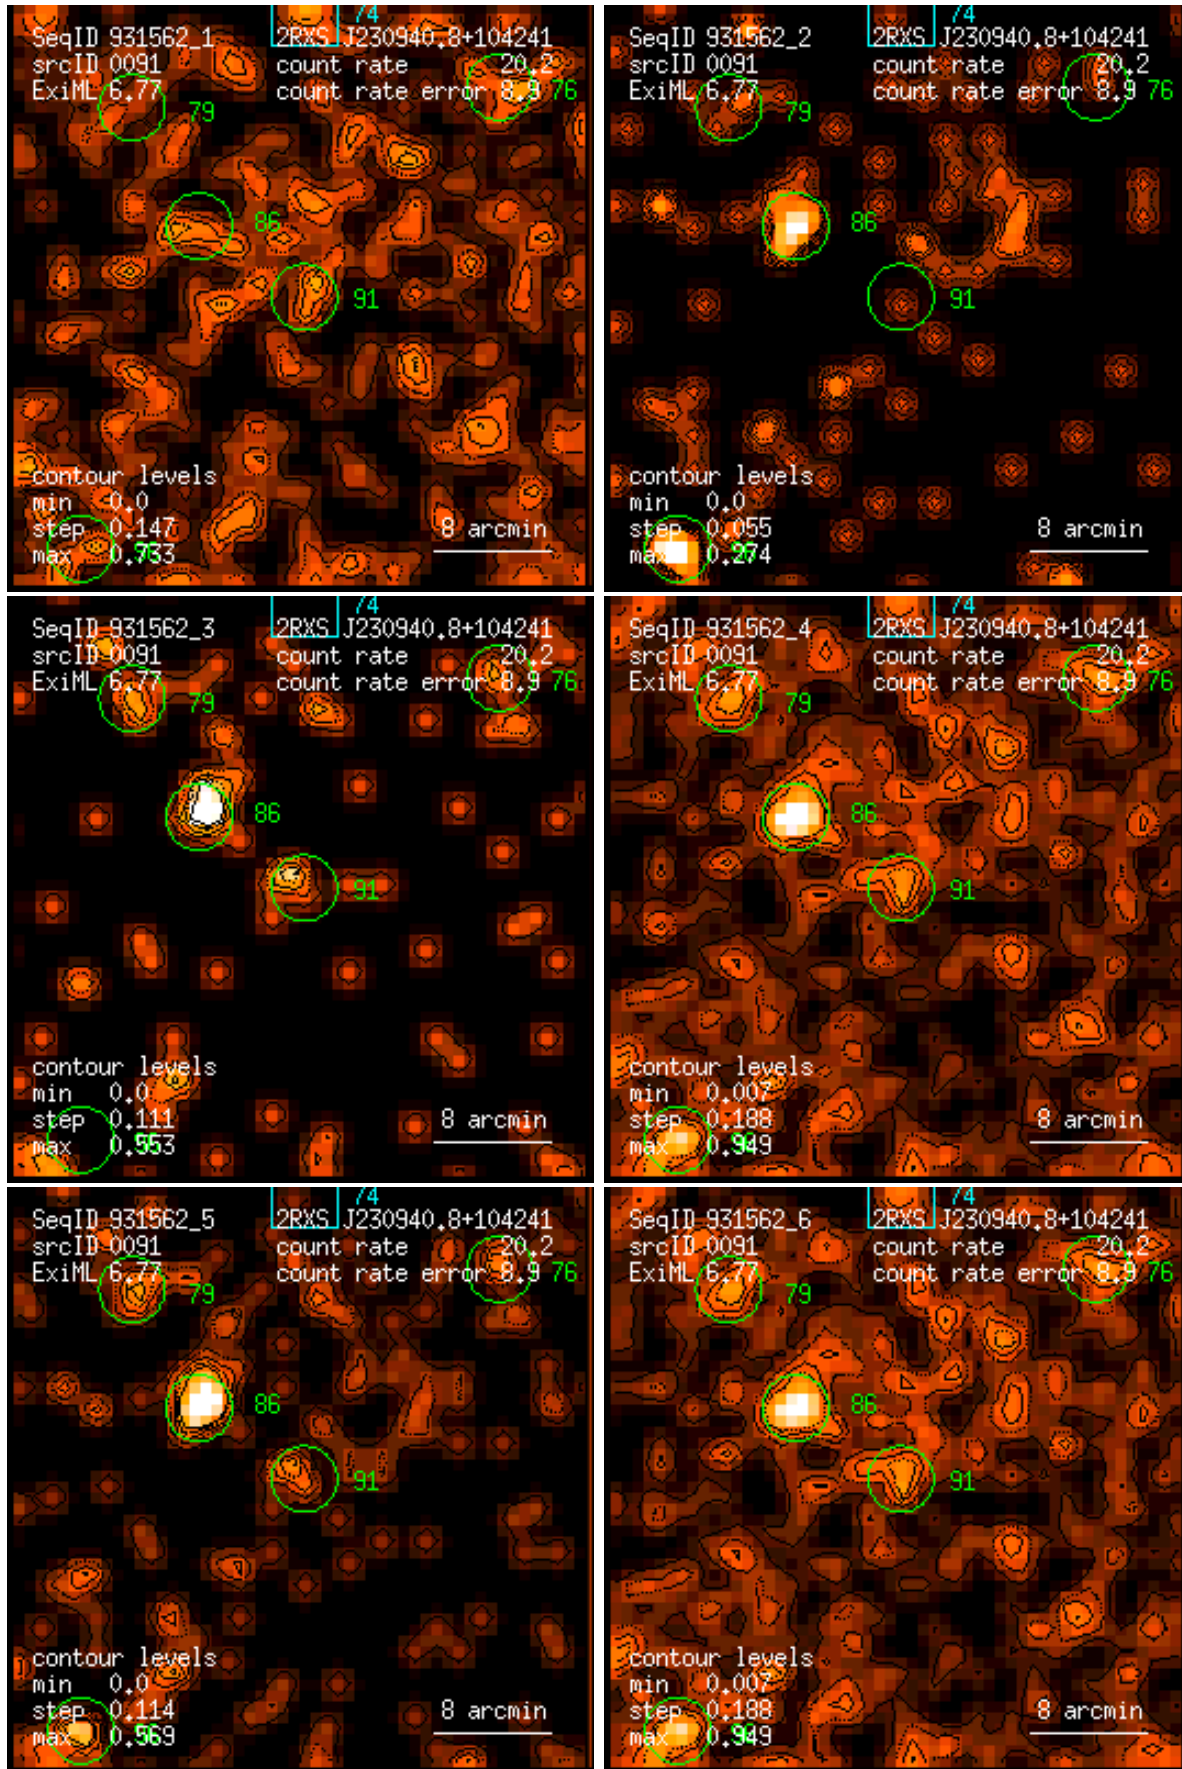 74
SeqID 931562_1 2RXS J230940.8+104241
srcID 0091 count rate 20.2
ExiML 6.77 count rate error 8.9 76
79
86
91
contour levels
min 0.0
step 0.147 8 arcmin
max 0.733
74
SeqID 931562_2 2RXS J230940.8+104241
srcID 0091 count rate 20.2
ExiML 6.77 count rate error 8.9 76
79
86
91
contour levels
min 0.0
step 0.055 8 arcmin
max 0.274
74
SeqID 931562_3 2RXS J230940.8+104241
srcID 0091 count rate 20.2
ExiML 6.77 count rate error 8.9 76
79
86
91
contour levels
min 0.0
step 0.111 8 arcmin
max 0.553
74
SeqID 931562_4 2RXS J230940.8+104241
srcID 0091 count rate 20.2
ExiML 6.77 count rate error 8.9 76
79
86
91
contour levels
min 0.007
step 0.188 8 arcmin
max 0.949
74
SeqID 931562_5 2RXS J230940.8+104241
srcID 0091 count rate 20.2
ExiML 6.77 count rate error 8.9 76
79
86
91
contour levels
min 0.0
step 0.114 8 arcmin
max 0.569
74
SeqID 931562_6 2RXS J230940.8+104241
srcID 0091 count rate 20.2
ExiML 6.77 count rate error 8.9 76
79
86
91
contour levels
min 0.007
step 0.188 8 arcmin
max 0.949